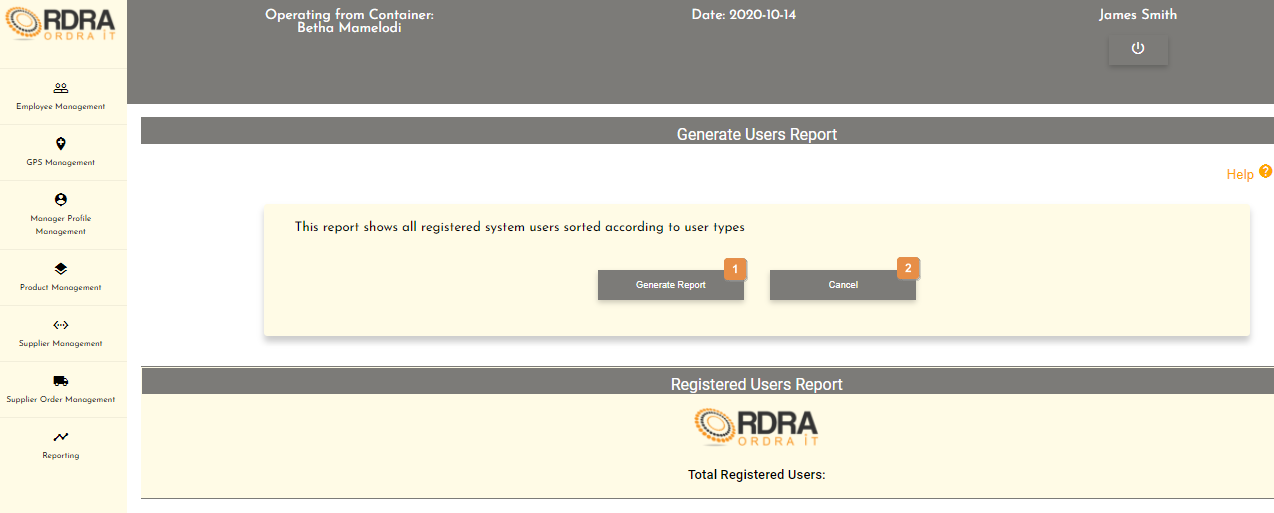 RDRA
ORDRA IT
Operating from Container:
Betha Mamelodi
Date: 2020-10-14
James Smith
Employee Management
GPS Management
Manager Profile
Management
Product Management
Supplier Management
Supplier Order Management
Reporting
Generate Users Report
Help ?
This report shows all registered system users sorted according to user types
1
Generate Report
2
Cancel
Registered Users Report
RDRA
ORDRA IT
Total Registered Users: